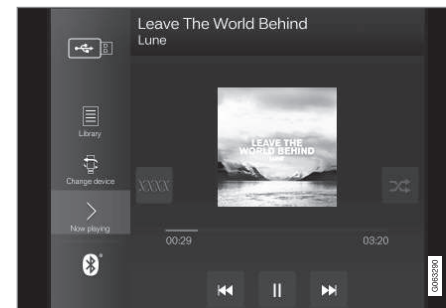 Leave The World Behind
Lune
Library
Change device
Now playing
XXXX
LEAVE THE
WORLD BEHIND
LUNE
00:29
03:20
G063290